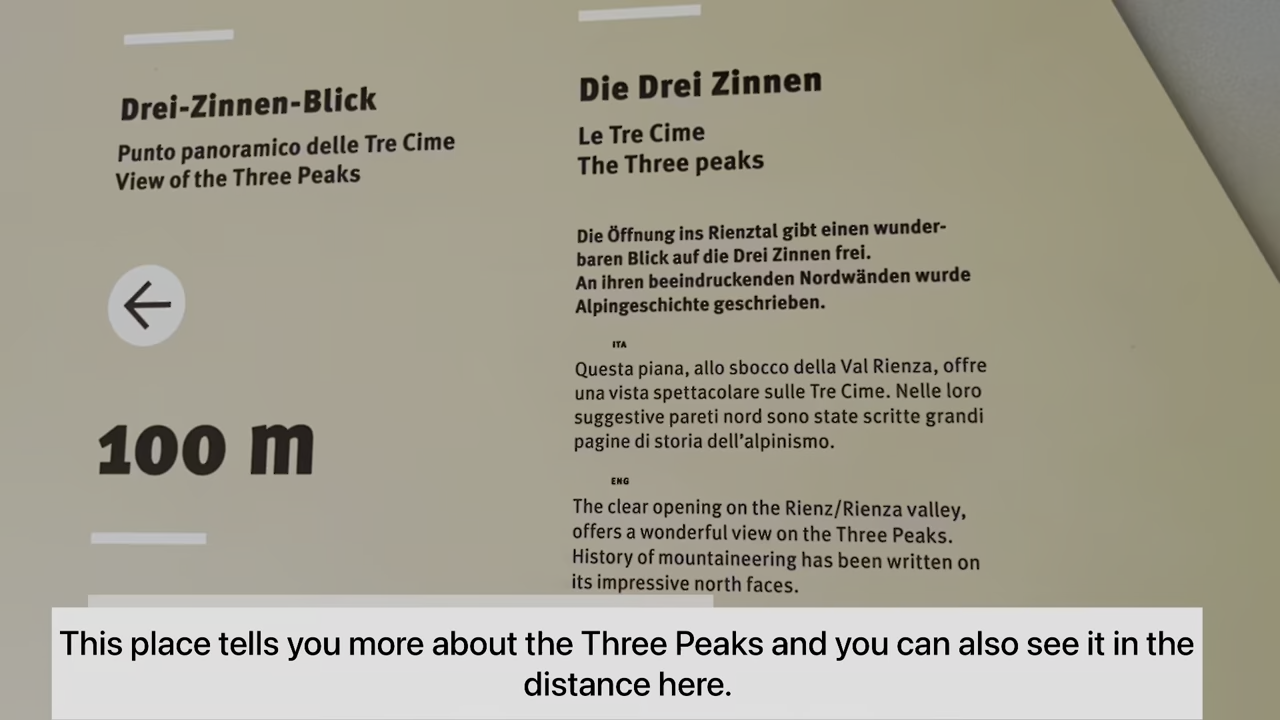 Drei-Zinnen-Blick
Punto panoramico delle Tre Cime
View of the Three Peaks
100 m
Die Drei Zinnen
Le Tre Cime
The Three peaks
Die Öffnung ins Rienztal gibt einen wunder-
baren Blick auf die Drei Zinnen frei.
An ihren beeindruckenden Nordwänden wurde
Alpingeschichte geschrieben.
ITA
Questa piana, allo sbocco della Val Rienza, offre
una vista spettacolare sulle Tre Cime. Nelle loro
suggestive pareti nord sono state scritte grandi
pagine di storia dell'alpinismo.
ENG
The clear opening on the Rienz/Rienza valley,
offers a wonderful view on the Three Peaks.
History of mountaineering has been written on
its impressive north faces.
This place tells you more about the Three Peaks and you can also see it in the
distance here.